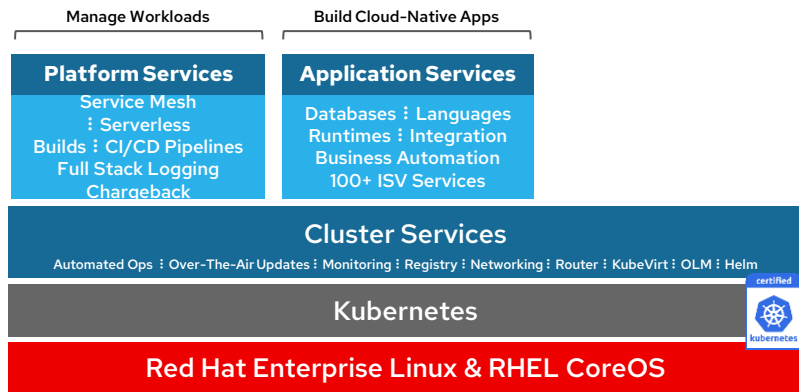 Manage Workloads
Build Cloud-Native Apps
Platform Services
Service Mesh
⋮ Serverless
Builds ⋮ CI/CD Pipelines
Full Stack Logging
Chargeback
Application Services
Databases ⋮ Languages
Runtimes ⋮ Integration
Business Automation
100+ ISV Services
Cluster Services
Automated Ops ⋮ Over-The-Air Updates ⋮ Monitoring ⋮ Registry ⋮ Networking ⋮ Router ⋮ KubeVirt ⋮ OLM ⋮ Helm
Kubernetes
certified
kubernetes
Red Hat Enterprise Linux & RHEL CoreOS